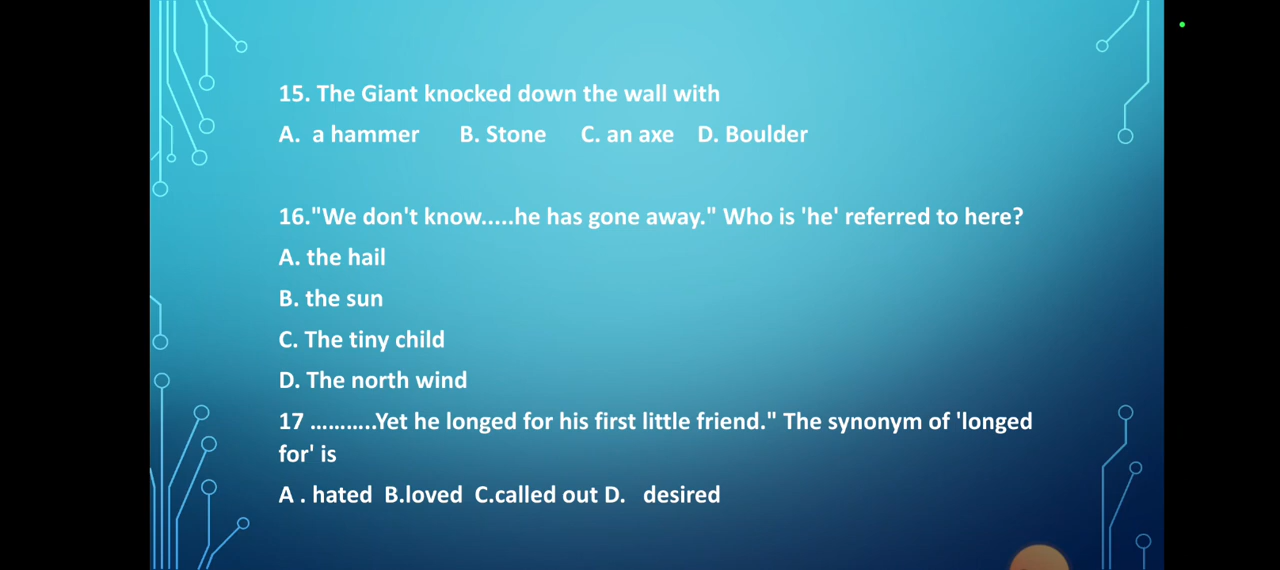 15. The Giant knocked down the wall with
A. a hammer B. Stone C. an axe D. Boulder
16."We don't know.....he has gone away." Who is 'he' referred to here?
A. the hail
B. the sun
C. The tiny child
D. The north wind
17 ...........Yet he longed for his first little friend." The synonym of 'longed
for' is
A . hated B.loved C.called out D. desired